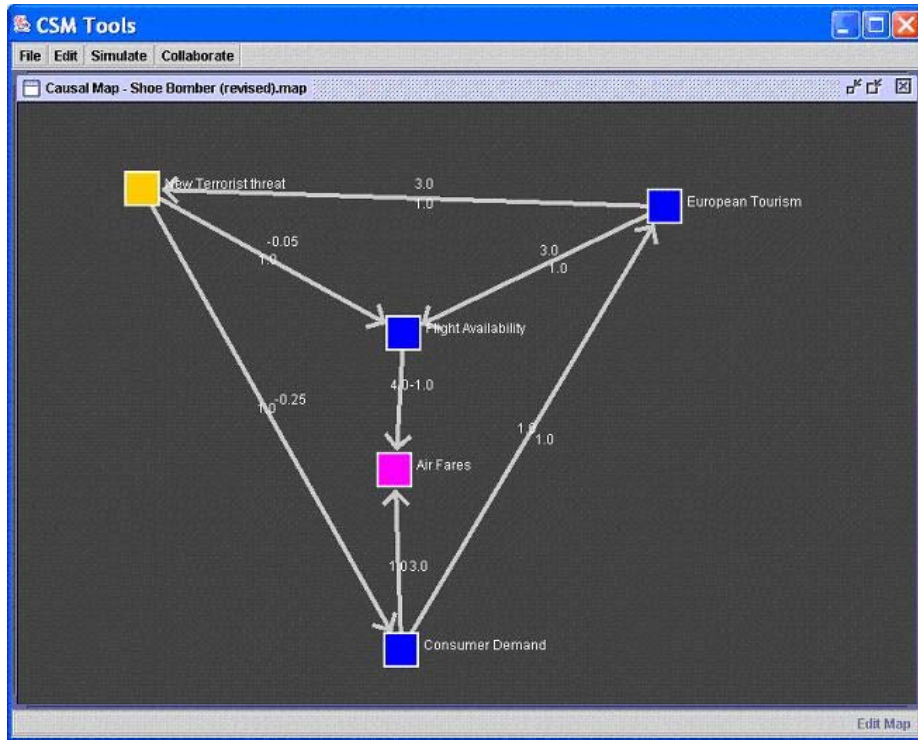 CSM Tools
File Edit Simulate Collaborate
Causal Map - Shoe Bomber (revised).map
New Terrorist threat
3.0
1.0
European Tourism
-0.05
1.0
3.0
1.0
Flight Availability
4.0 -1.0
-0.25
1.0
1.0
1.0
Air Fares
1.0 3.0
Consumer Demand
Edit Map